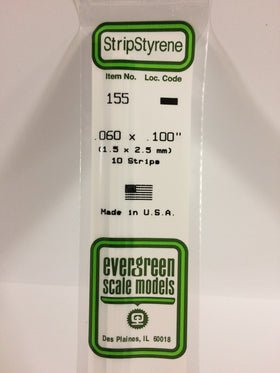 StripStyrene
Item No. Loc. Code
155
.060 x .100"
(1.5 x 2.5 mm)
10 Strips
Made in U.S.A.
evergreen
scale models
Des Plaines, IL 60018